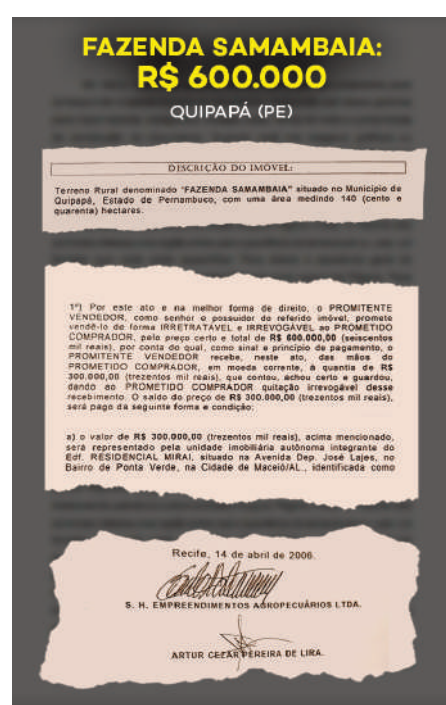 FAZENDA SAMAMBAIA:
R$ 600.000
QUIPAPÁ (PE)
DISCRIÇÃO DO IMÓVEL:
Terreno Rural denominado "FAZENDA SAMAMBAIA" situado no Município de
Quipapá, Estado de Pernambuco, com uma área medindo 140 (cento e
quarenta) hectares.
1º) Por este ato e na melhor forma de direito, o PROMITENTE
VENDEDOR, como senhor e possuidor do referido imóvel, promete
vendê-lo de forma IRRETRATÁVEL e IRREVOGÁVEL ao PROMETIDO
COMPRADOR, pelo preço certo e total de R$ 600.000,00 (seiscentos
mil reais), por conta do qual, como sinal e princípio de pagamento, o
PROMITENTE VENDEDOR recebe, neste ato, das mãos do
PROMETIDO COMPRADOR, em moeda corrente, à quantia de R$
300.000,00 (trezentos mil reais), que contou, achou certo e guardou,
dando ao PROMETIDO COMPRADOR quitação irrevogável desse
recebimento. O saldo do preço de R$ 300.000,00 (trezentos mil reais),
será pago da seguinte forma e condição:
a) o valor de R$ 300.000,00 (trezentos mil reais), acima mencionado,
será representado pela unidade imobiliária autônoma integrante do
Edf. RESIDENCIAL MIRAI, situado na Avenida Dep. José Lajes, no
Bairro de Ponta Verde, na Cidade de Maceió/AL., identificada como
Recife, 14 de abril de 2006.
S. H. EMPREENDIMENTOS AGROPECUÁRIOS LTDA.
ARTUR CEZAR PEREIRA DE LIRA.